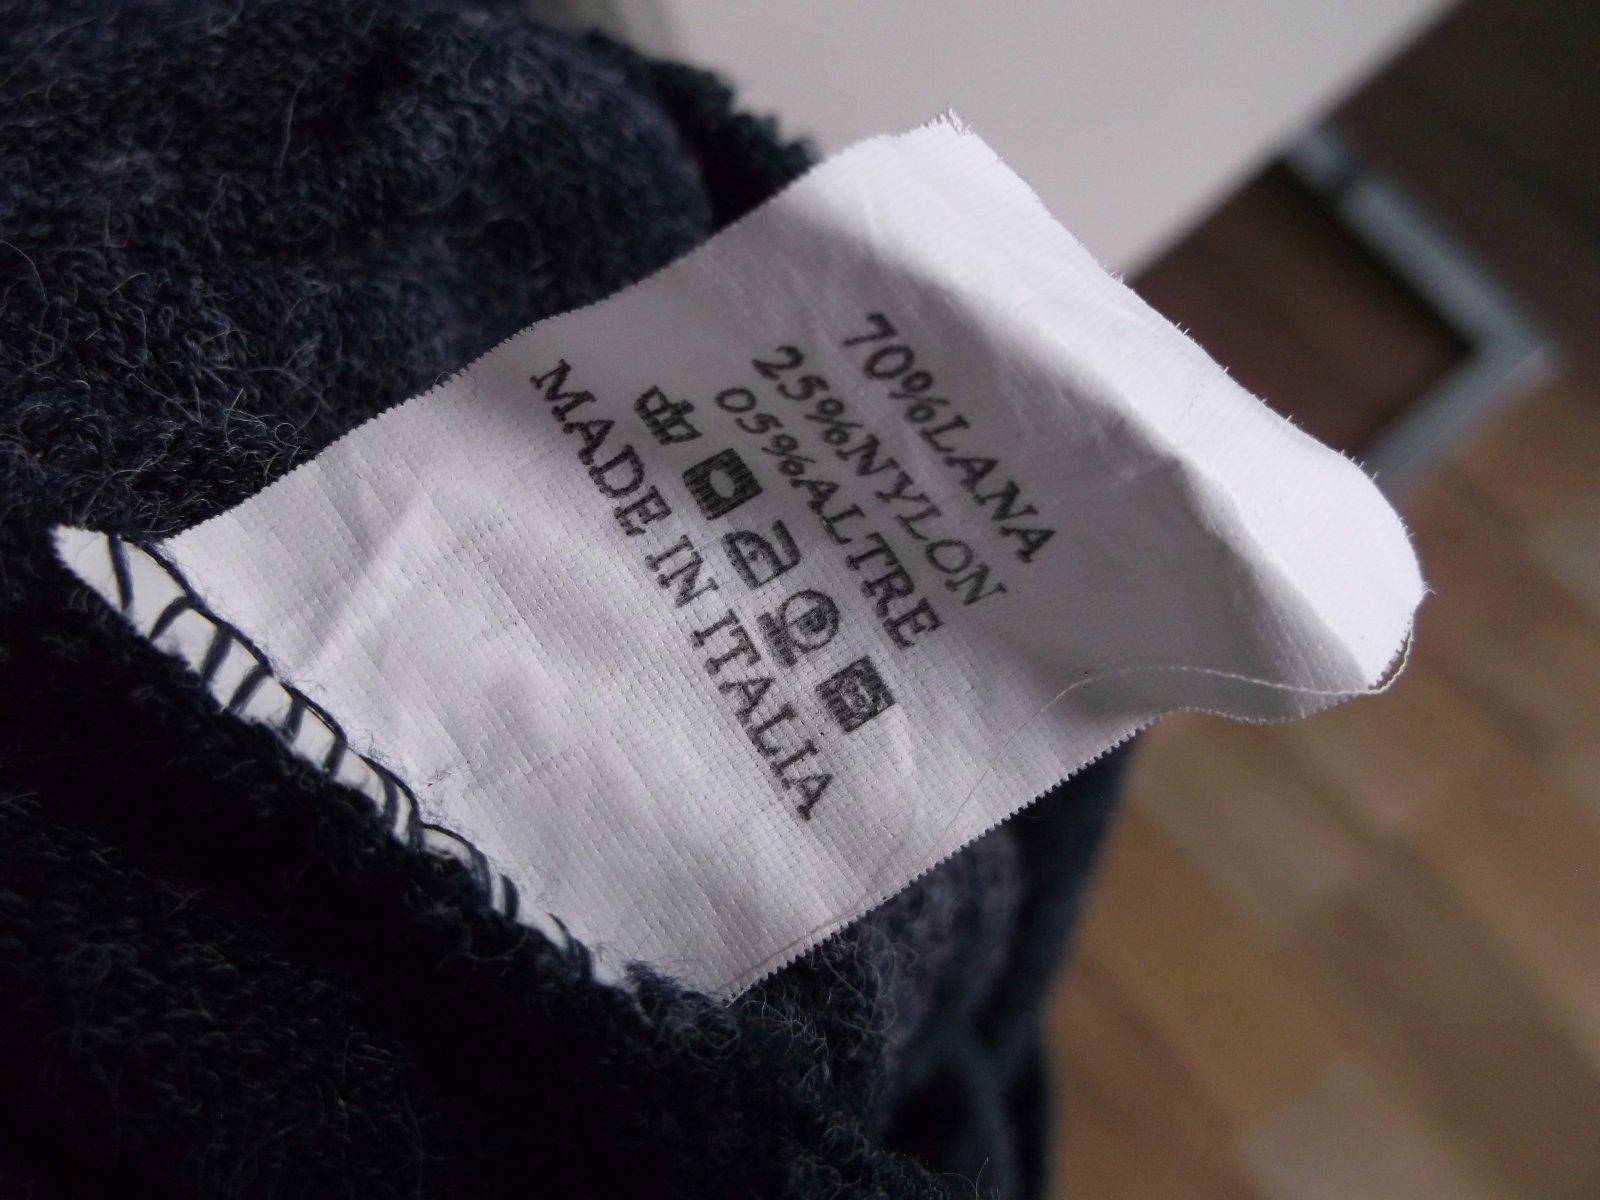 70%LANA
25%NYLON
05%ALTRE
MADE IN ITALIA